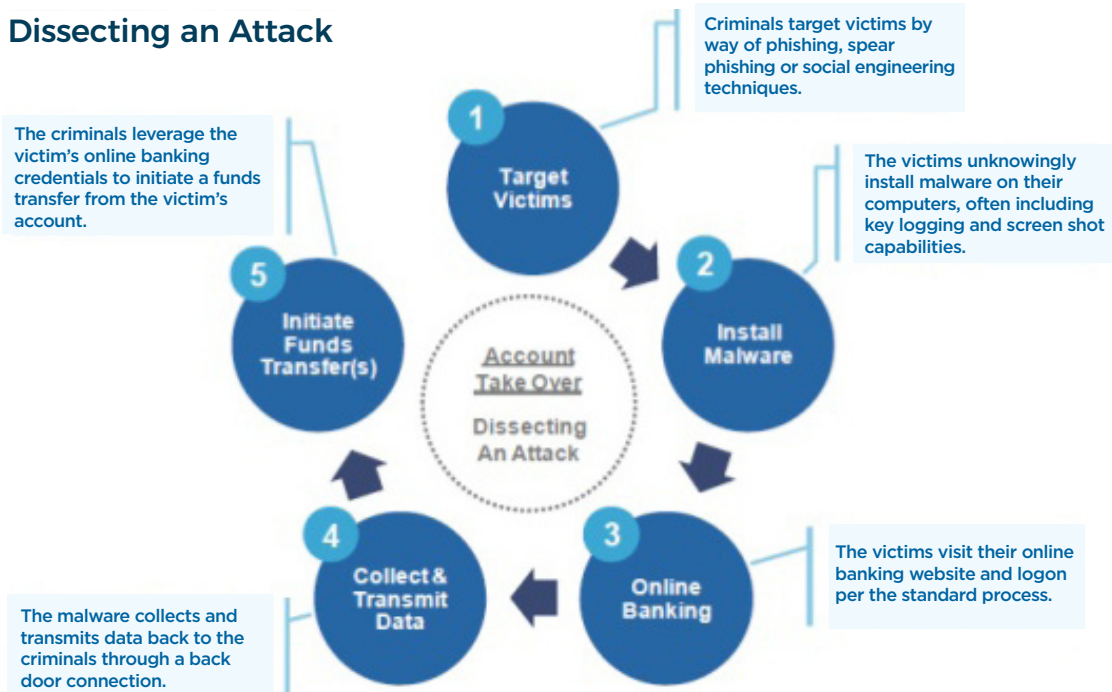 Dissecting an Attack
1
Target
Victims
Criminals target victims by
way of phishing, spear
phishing or social engineering
techniques.
2
Install
Malware
The victims unknowingly
install malware on their
computers, often including
key logging and screen shot
capabilities.
3
Online
Banking
The victims visit their online
banking website and logon
per the standard process.
4
Collect &
Transmit
Data
The malware collects and
transmits data back to the
criminals through a back
door connection.
5
Initiate
Funds
Transfer(s)
The criminals leverage the
victim's online banking
credentials to initiate a funds
transfer from the victim's
account.
Account
Take Over
Dissecting
An Attack